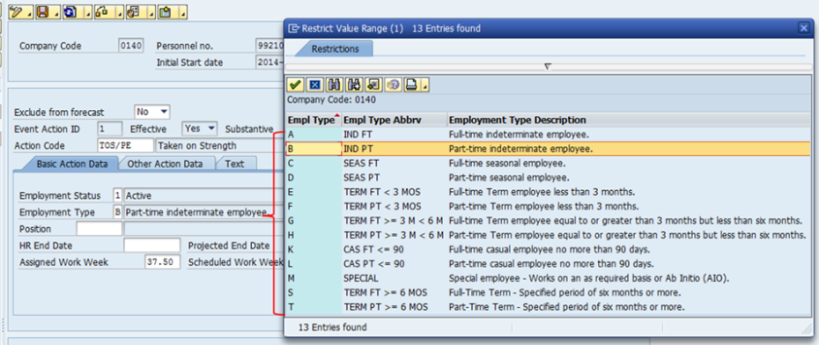 Company Code 0140 Personnel no. 99210
Initial Start date 2014-
Exclude from forecast No
Event Action ID 1 Effective Yes Substantive
Action Code TOS/PE Taken on Strength
Basic Action Data Other Action Data Text
Employment Status 1 Active
Employment Type B Part-time indeterminate employee.
Position
HR End Date Projected End Date
Assigned Work Week 37.50 Scheduled Work Week
Restrict Value Range (1) 13 Entries found
Restrictions
Company Code: 0140
Empl Type Empl Type Abbrv Employment Type Description
A IND FT Full-time indeterminate employee.
B IND PT Part-time indeterminate employee.
C SEAS FT Full-time seasonal employee.
D SEAS PT Part-time seasonal employee.
E TERM FT < 3 MOS Full-time Term employee less than 3 months.
F TERM PT < 3 MOS Part-time Term employee less than 3 months.
G TERM FT >= 3 M < 6 M Full-time Term employee equal to or greater than 3 months but less than six months.
H TERM PT >= 3 M < 6 M Part-time Term employee equal to or greater than 3 months but less than six months.
K CAS FT <= 90 Full-time casual employee no more than 90 days.
L CAS PT <= 90 Part-time casual employee no more than 90 days.
M SPECIAL Special employee - Works on an as required basis or Ab Initio (AIO).
S TERM FT >= 6 MOS Full-Time Term - Specified period of six months or more.
T TERM PT >= 6 MOS Part-Time Term - Specified period of six months or more.
13 Entries found